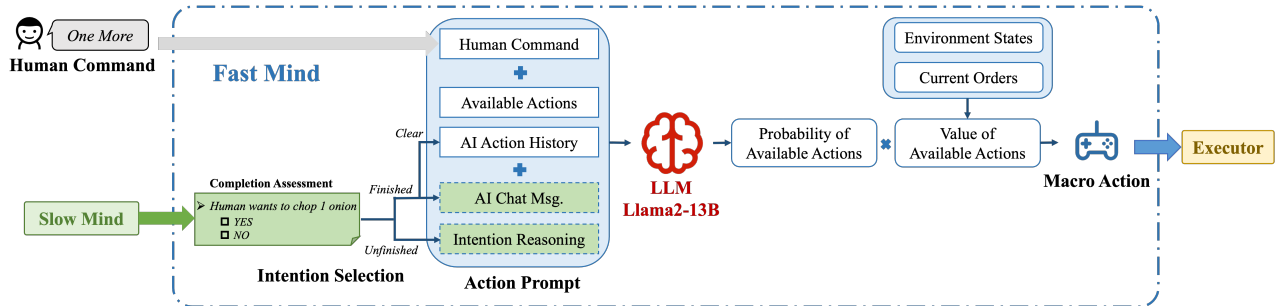 One More
Human Command
Fast Mind
Slow Mind
Completion Assessment
➢ Human wants to chop 1 onion
YES
NO
Intention Selection
Clear
Finished
Unfinished
Human Command
+
Available Actions
AI Action History
+
AI Chat Msg.
Intention Reasoning
Action Prompt
LLM
Llama2-13B
Probability of
Available Actions
×
Environment States
Current Orders
Value of
Available Actions
Macro Action
Executor